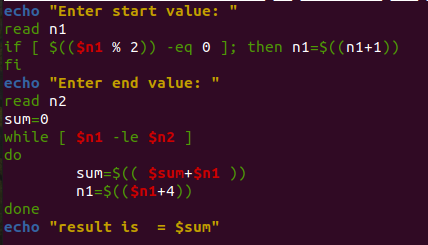 echo "Enter start value: "
read n1
if [ $(($n1 % 2)) -eq 0 ]; then n1=$((n1+1))
fi
echo "Enter end value: "
read n2
sum=0
while [ $n1 -le $n2 ]
do
        sum=$(( $sum+$n1 ))
        n1=$(($n1+4))
done
echo "result is  = $sum"